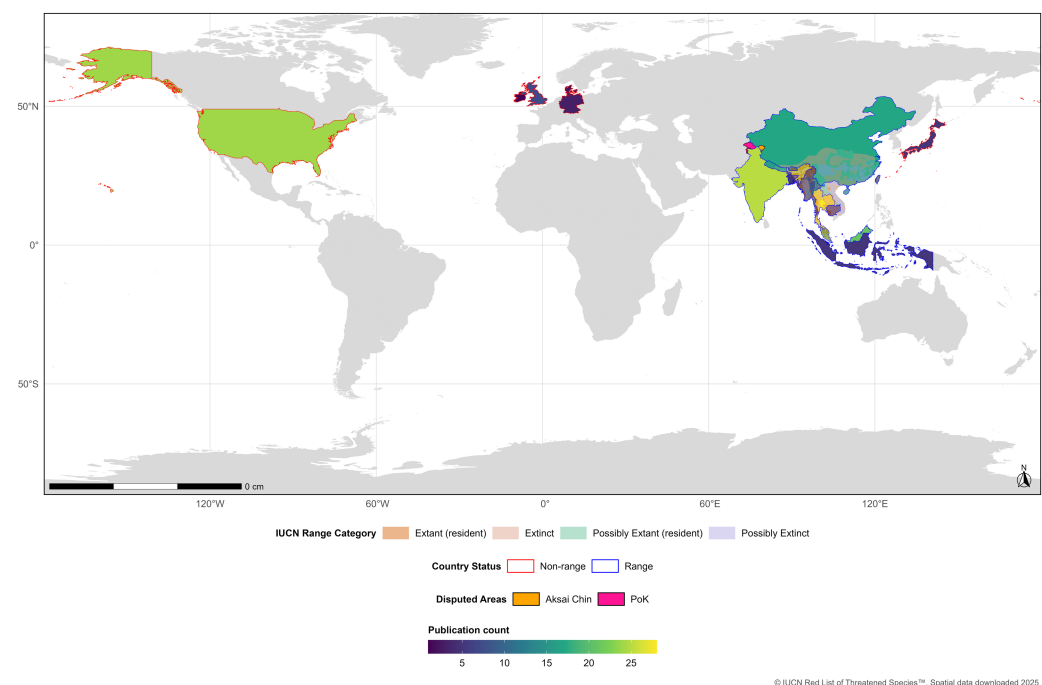 50°N
0°
50°S
N
0 cm
120°W 60°W 0° 60°E 120°E
IUCN Range Category Extant (resident) Extinct Possibly Extant (resident) Possibly Extinct
Country Status Non-range Range
Disputed Areas Aksai Chin PoK
Publication count
5 10 15 20 25
© IUCN Red List of Threatened Species™. Spatial data downloaded 2025